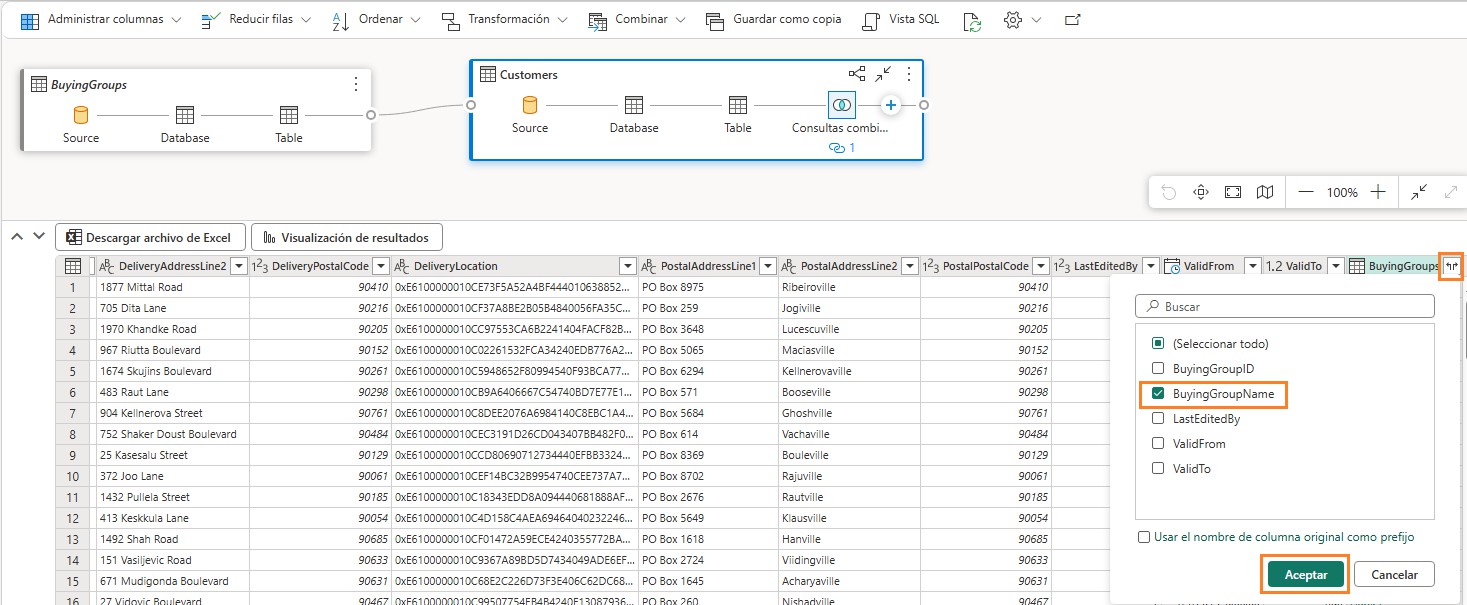 Administrar columnas Reducir filas Ordenar Transformación Combinar Guardar como copia Vista SQL
BuyingGroups
Source Database Table
Customers
Source Database Table Consultas combi...
1
100%
Descargar archivo de Excel Visualización de resultados
DeliveryAddressLine2 DeliveryPostalCode DeliveryLocation PostalAddressLine1 PostalAddressLine2 PostalPostalCode LastEditedBy ValidFrom 1.2 ValidTo BuyingGroups
1 1877 Mittal Road 90410 0xE6100000010CE73F5A52A4BF444010638852... PO Box 8975 Ribeiroville 90410
2 705 Dita Lane 90216 0xE6100000010CF37A8BE2B05B4840056FA35C... PO Box 259 Jogiville 90216
3 1970 Khandke Road 90205 0xE6100000010CC97553CA6B2241404FACF82B... PO Box 3648 Lucescuville 90205
4 967 Riutta Boulevard 90152 0xE6100000010C02261532FCA34240EDB776A2... PO Box 5065 Maciasville 90152
5 1674 Skujins Boulevard 90261 0xE6100000010C5948652F80994540F93BCA77... PO Box 6294 Kellnerovaville 90261
6 483 Raut Lane 90298 0xE6100000010CB9A6406667C54740BD7E77E1... PO Box 571 Booseville 90298
7 904 Kellnerova Street 90761 0xE6100000010C8DEE2076A6984140C8EBC1A4... PO Box 5684 Ghoshville 90761
8 752 Shaker Doust Boulevard 90484 0xE6100000010CEC3191D26CD043407BB482F0... PO Box 614 Vachaville 90484
9 25 Kasesalu Street 90129 0xE6100000010CCD80690712734440EFBB3324... PO Box 8369 Bouleville 90129
10 372 Joo Lane 90061 0xE6100000010CEF14BC32B9954740CEE737A7... PO Box 8702 Rajuville 90061
11 1432 Pullela Street 90185 0xE6100000010C18343EDD8A094440681888AF... PO Box 2676 Rautville 90185
12 413 Keskkula Lane 90054 0xE6100000010C4D158C4AEA69464040232246... PO Box 5649 Klausville 90054
13 1492 Shah Road 90685 0xE6100000010CF01472A59ECE4240355772BA... PO Box 1618 Hanville 90685
14 151 Vasiljevic Road 90633 0xE6100000010C9367A89BD5D7434049ADE6EF... PO Box 2724 Viidingville 90633
15 671 Mudigonda Boulevard 90631 0xE6100000010C68E2C226D73F3E406C62DC68... PO Box 1645 Acharyaville 90631
16 27 Vidovic Boulevard 90467 0xE6100000010C99507754FB4B4240F13087936... PO Box 260 Nishadville 90467
Buscar
(Seleccionar todo)
BuyingGroupID
BuyingGroupName
LastEditedBy
ValidFrom
ValidTo
Usar el nombre de columna original como prefijo
Aceptar Cancelar